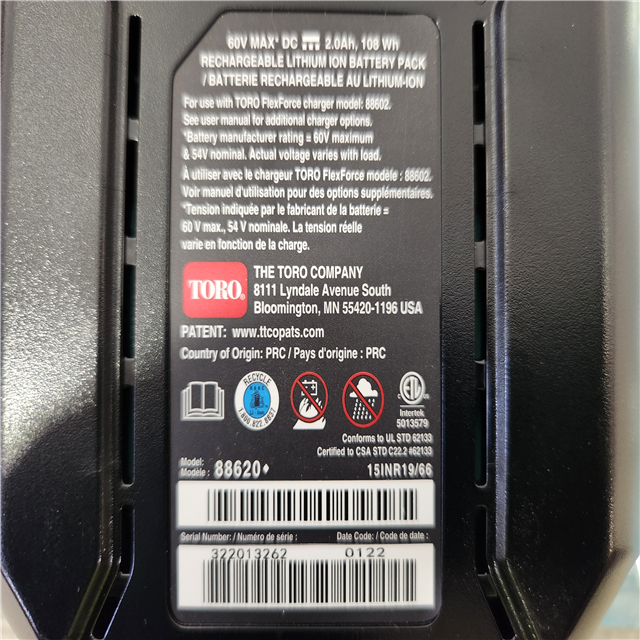 60V MAX* DC 2.0Ah, 108 Wh
RECHARGEABLE LITHIUM ION BATTERY PACK
/ BATTERIE RECHARGEABLE AU LITHIUM-ION
For use with TORO FlexForce charger model: 88602.
See user manual for additional charger options.
*Battery manufacturer rating = 60V maximum
& 54V nominal. Actual voltage varies with load.
À utiliser avec le chargeur TORO FlexForce modèle : 88602.
Voir manuel d'utilisation pour des options supplémentaires.
*Tension indiquée par le fabricant de la batterie =
60 V max., 54 V nominale. La tension réelle
varie en fonction de la charge.
TORO.
THE TORO COMPANY
8111 Lyndale Avenue South
Bloomington, MN 55420-1196 USA
PATENT: www.ttcopats.com
Country of Origin: PRC / Pays d'origine : PRC
RECYCLE
Li-Ion
1.800.822.8837
Intertek
5013579
Conforms to UL STD 62133
Certified to CSA STD C22.2 #62133
Model:
Modèle : 88620♦ 15INR19/66
Serial Number: / Numéro de série : Date Code: / Code de date :
322013262 0122